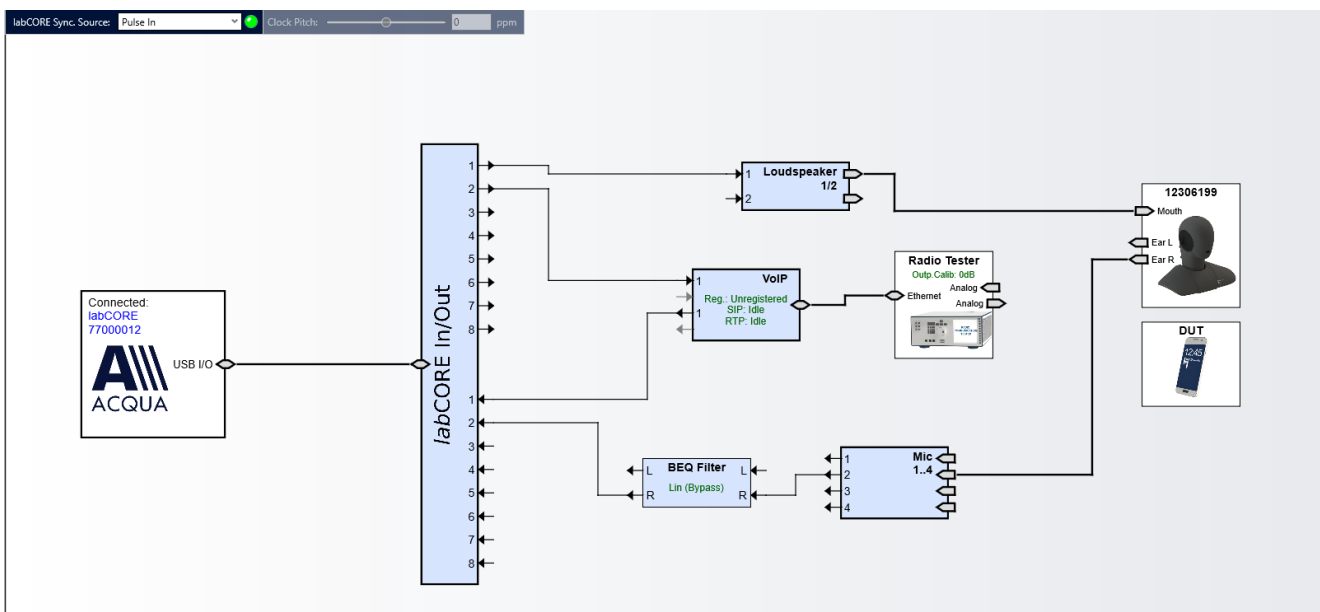 labCORE Sync. Source: Pulse In
Clock Pitch: 0 ppm
Connected:
labCORE
77000012
USB I/O
ACQUA
labCORE In/Out
1
2
3
4
5
6
7
8
1
2
3
4
5
6
7
8
Loudspeaker
1/2
1
2
VoIP
1
Reg.: Unregistered
SIP: Idle
1
RTP: Idle
Radio Tester
Outp.Calib: 0dB
Analog
Ethernet
Analog
12306199
Mouth
Ear L
Ear R
DUT
12:45
BEQ Filter
L L
Lin (Bypass)
R R
Mic
1..4
1
2
3
4